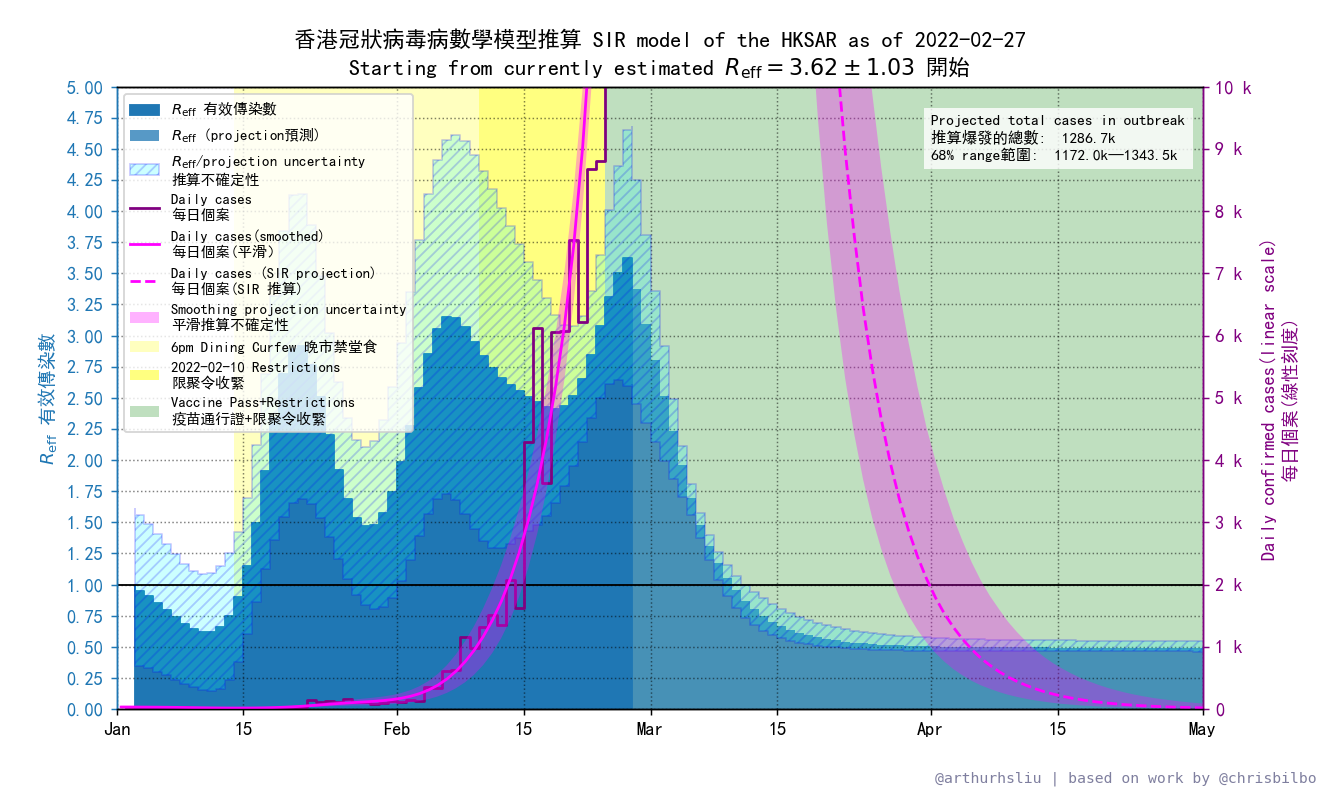 香港冠狀病毒病數學模型推算 SIR model of the HKSAR as of 2022-02-27
Starting from currently estimated Reff = 3.62 ± 1.03 開始
Reff 有效傳染數
Reff (projection預測)
Reff/projection uncertainty
推算不確定性
Daily cases
每日個案
Daily cases(smoothed)
每日個案(平滑)
Daily cases (SIR projection)
每日個案(SIR 推算)
Smoothing projection uncertainty
平滑推算不確定性
6pm Dining Curfew 晚市禁堂食
2022-02-10 Restrictions
限聚令收緊
Vaccine Pass+Restrictions
疫苗通行證+限聚令收緊
Projected total cases in outbreak
推算爆發的總數: 1286.7k
68% range範圍: 1172.0k—1343.5k
Reff 有效傳染數
5.00
4.75
4.50
4.25
4.00
3.75
3.50
3.25
3.00
2.75
2.50
2.25
2.00
1.75
1.50
1.25
1.00
0.75
0.50
0.25
0.00
10 k
9 k
8 k
7 k
6 k
5 k
4 k
3 k
2 k
1 k
0
Daily confirmed cases(linear scale)
每日個案(線性刻度)
Jan
15
Feb
15
Mar
15
Apr
15
May
@arthurhsliu | based on work by @chrisbilbo